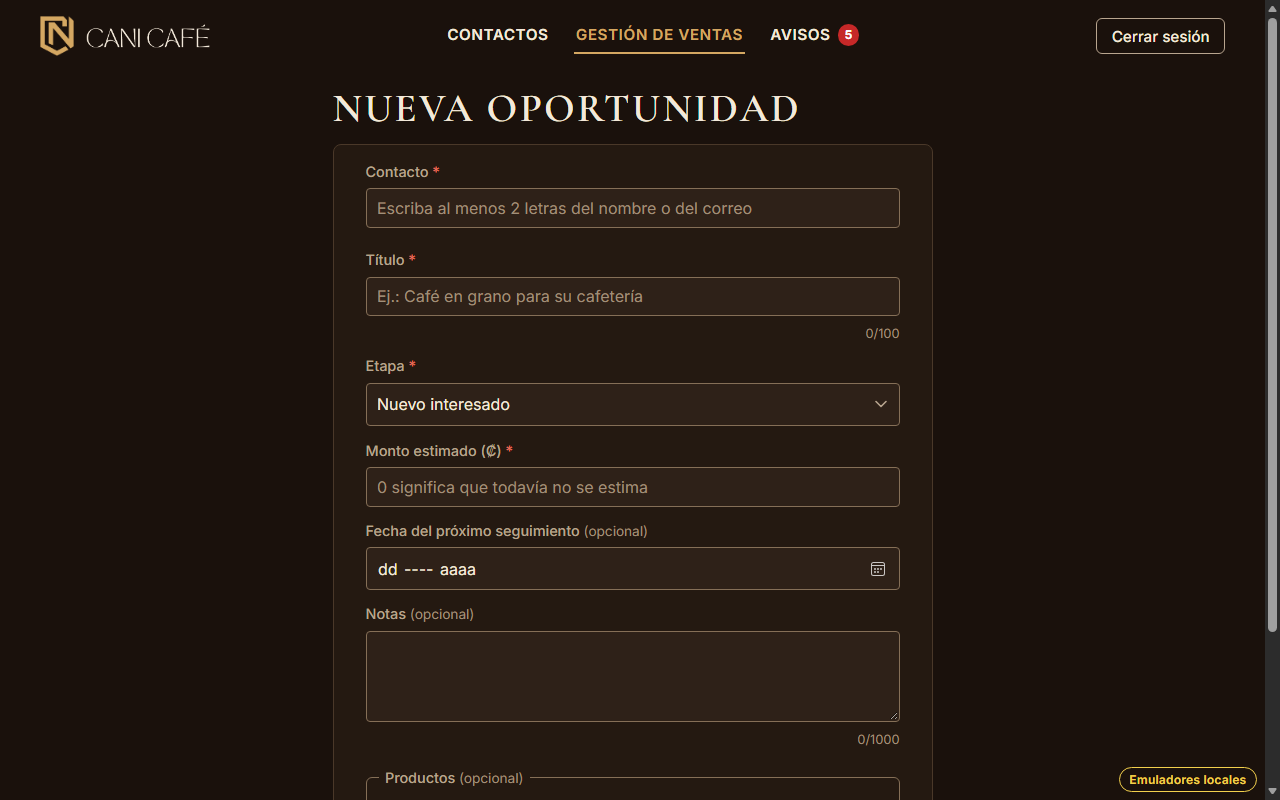 CANI CAFÉ
CONTACTOS
GESTIÓN DE VENTAS
AVISOS 5
Cerrar sesión
NUEVA OPORTUNIDAD
Contacto *
Escriba al menos 2 letras del nombre o del correo
Título *
Ej.: Café en grano para su cafetería
0/100
Etapa *
Nuevo interesado
Monto estimado (₡) *
0 significa que todavía no se estima
Fecha del próximo seguimiento (opcional)
dd ---- aaaa
Notas (opcional)
0/1000
Productos (opcional)
Emuladores locales